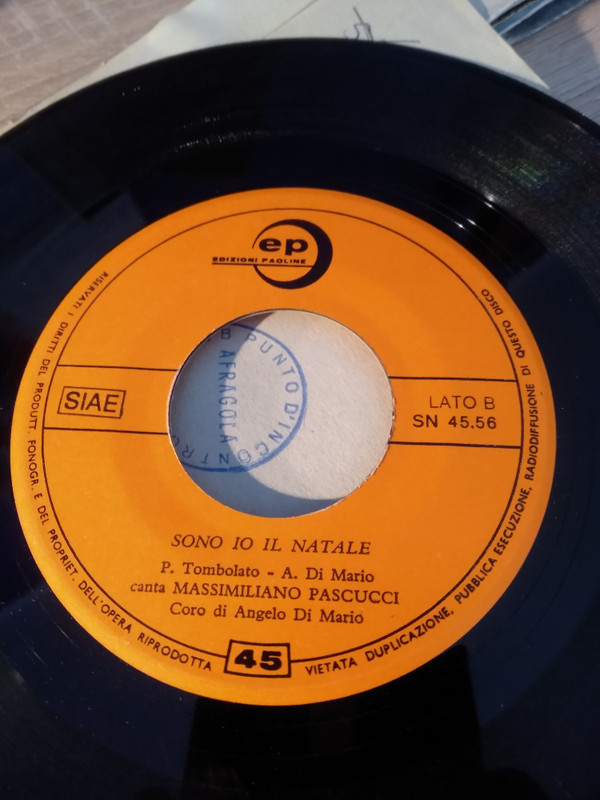 ep
EDIZIONI PAOLINE
SIAE
LATO B
SN 45.56
PUNTO D'INCONTRO
AFRAGOLA
SONO IO IL NATALE
P. Tombolato - A. Di Mario
canta MASSIMILIANO PASCUCCI
Coro di Angelo Di Mario
45
RISERVATI I DIRITTI DEL PRODUTT. FONOGR. E DEL PROPRIET. DELL'OPERA RIPRODOTTA
VIETATA DUPLICAZIONE, PUBBLICA ESECUZIONE, RADIODIFFUSIONE DI QUESTO DISCO